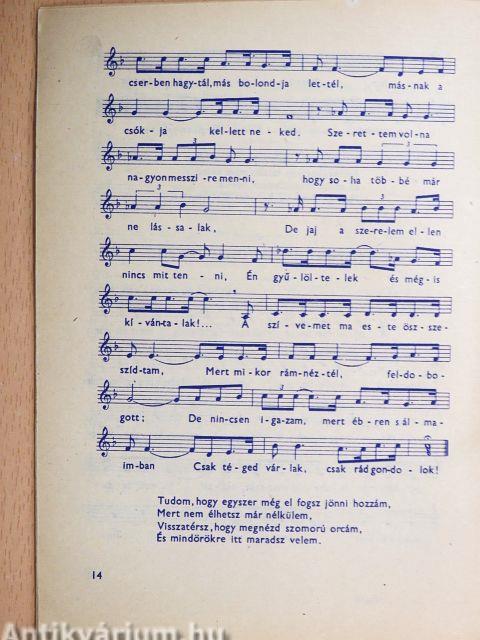 cser-ben hagy-tál, más bo-lond-ja let-tél, más-nak a
csók-ja kel-lett ne-ked. Sze-ret-tem vol-na
na-gyon messzi-re men-ni, hogy so-ha töb-bé már
ne lás-sa-lak, De jaj a sze-re-lem el-len
nincs mit ten-ni, Én gyű-löl-te-lek és még-is
kí-ván-ta-lak!... A szí-ve-met ma es-te ösz-sze-
szíd-tam, Mert mi-kor rám-néz-tél, fel-do-bo-
gott; De nin-csen i-ga-zam, mert éb-ren s ál-ma-
im-ban Csak té-ged vár-lak, csak rád gon-do-lok!
Tudom, hogy egyszer még el fogsz jönni hozzám,
Mert nem élhetsz már nélkülem,
Visszatérsz, hogy megnézd szomorú orcám,
És mindörökre itt maradsz velem.
14
Antikvárium.hu